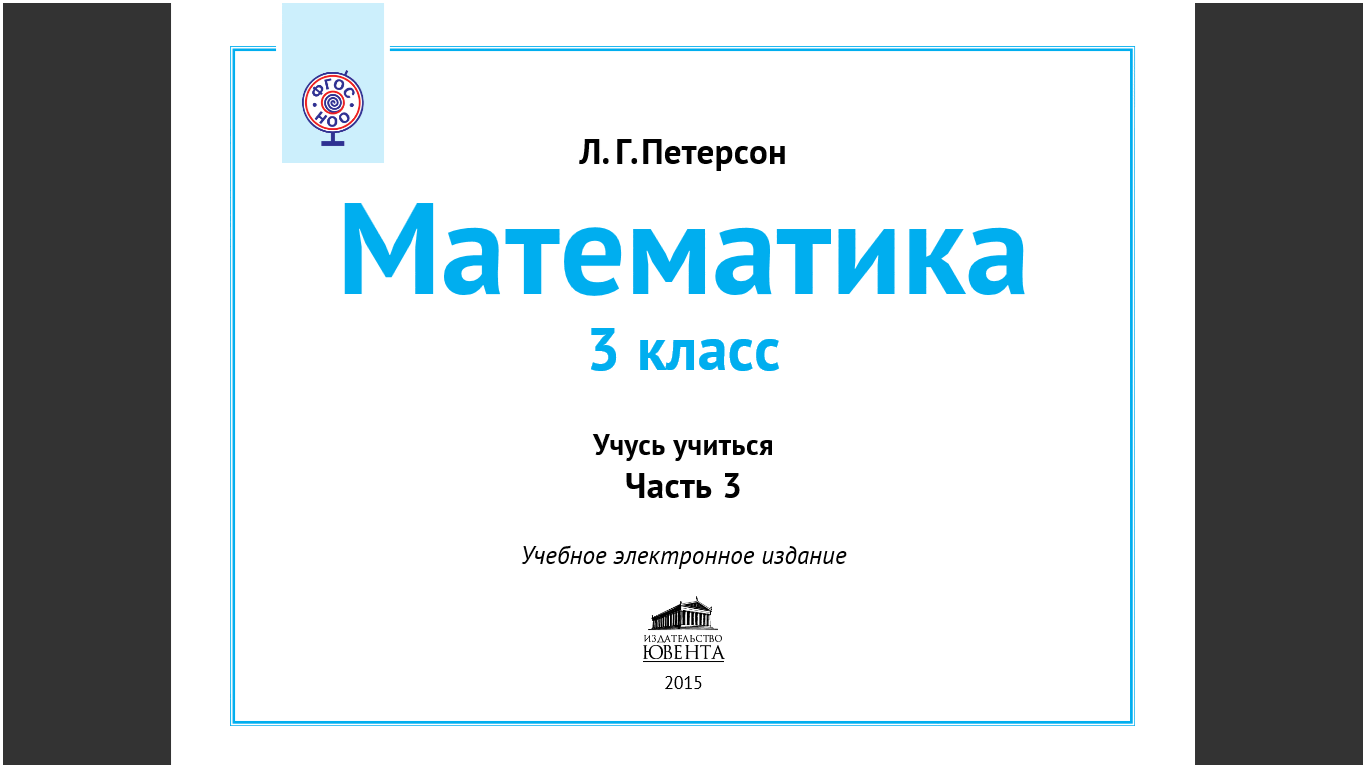 ФГОС
НОО
Л. Г. Петерсон
Математика
3 класс
Учусь учиться
Часть 3
Учебное электронное издание
ИЗДАТЕЛЬСТВО
ЮВЕНТА
2015